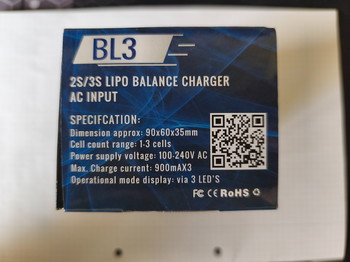 BL3
2S/3S LIPO BALANCE CHARGER
AC INPUT
SPECIFCATION:
Dimension approx: 90x60x35mm
Cell count range: 1-3 cells
Power supply voltage: 100-240V AC
Max. Charge current: 900mAX3
Operational mode display: via 3 LED'S
FC CE RoHS